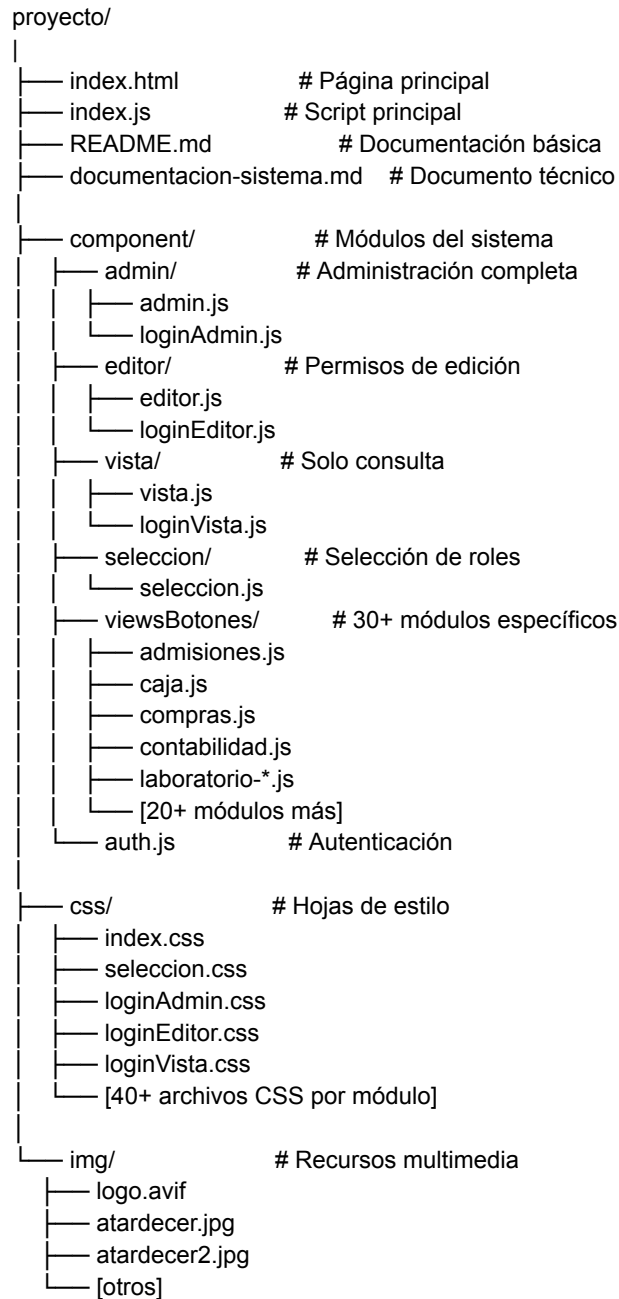 proyecto/
│
├── index.html # Página principal
├── index.js # Script principal
├── README.md # Documentación básica
├── documentacion-sistema.md # Documento técnico
│
├── component/ # Módulos del sistema
│ ├── admin/ # Administración completa
│ │ ├── admin.js
│ │ └── loginAdmin.js
│ ├── editor/ # Permisos de edición
│ │ ├── editor.js
│ │ └── loginEditor.js
│ ├── vista/ # Solo consulta
│ │ ├── vista.js
│ │ └── loginVista.js
│ ├── seleccion/ # Selección de roles
│ │ └── seleccion.js
│ ├── viewsBotones/ # 30+ módulos específicos
│ │ ├── admisiones.js
│ │ ├── caja.js
│ │ ├── compras.js
│ │ ├── contabilidad.js
│ │ ├── laboratorio-*.js
│ │ └── [20+ módulos más]
│ └── auth.js # Autenticación
│
├── css/ # Hojas de estilo
│ ├── index.css
│ ├── seleccion.css
│ ├── loginAdmin.css
│ ├── loginEditor.css
│ ├── loginVista.css
│ └── [40+ archivos CSS por módulo]
│
└── img/ # Recursos multimedia
├── logo.avif
├── atardecer.jpg
├── atardecer2.jpg
└── [otros]